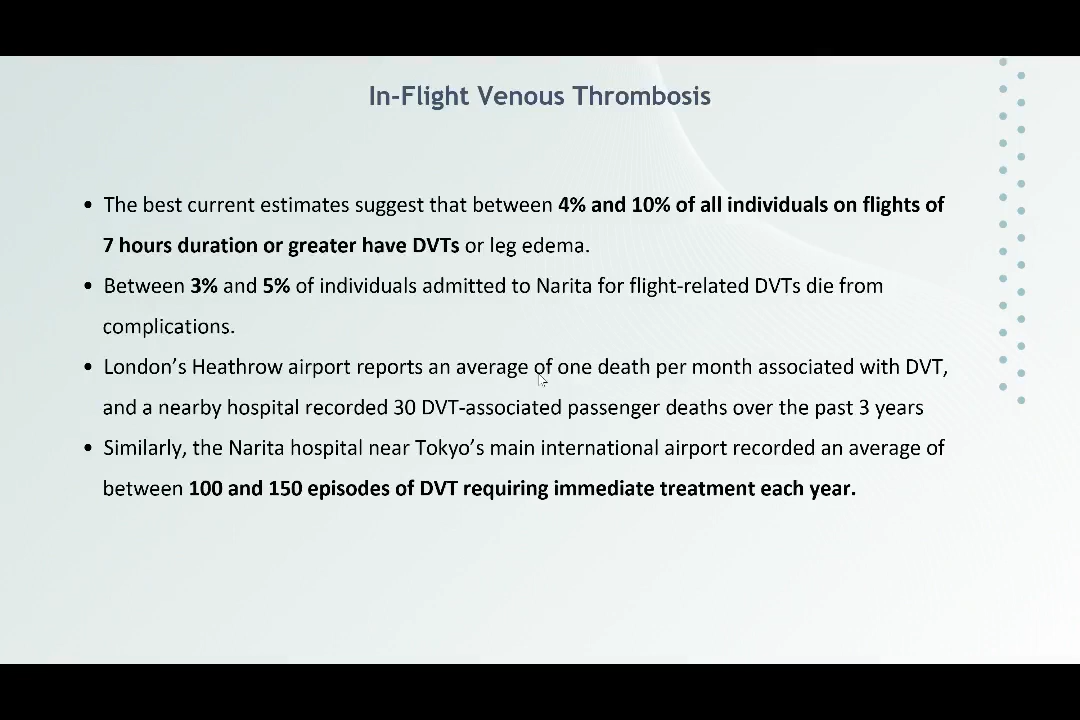 In-Flight Venous Thrombosis
• The best current estimates suggest that between 4% and 10% of all individuals on flights of
7 hours duration or greater have DVTs or leg edema.
• Between 3% and 5% of individuals admitted to Narita for flight-related DVTs die from
complications.
• London’s Heathrow airport reports an average of one death per month associated with DVT,
and a nearby hospital recorded 30 DVT-associated passenger deaths over the past 3 years
• Similarly, the Narita hospital near Tokyo’s main international airport recorded an average of
between 100 and 150 episodes of DVT requiring immediate treatment each year.